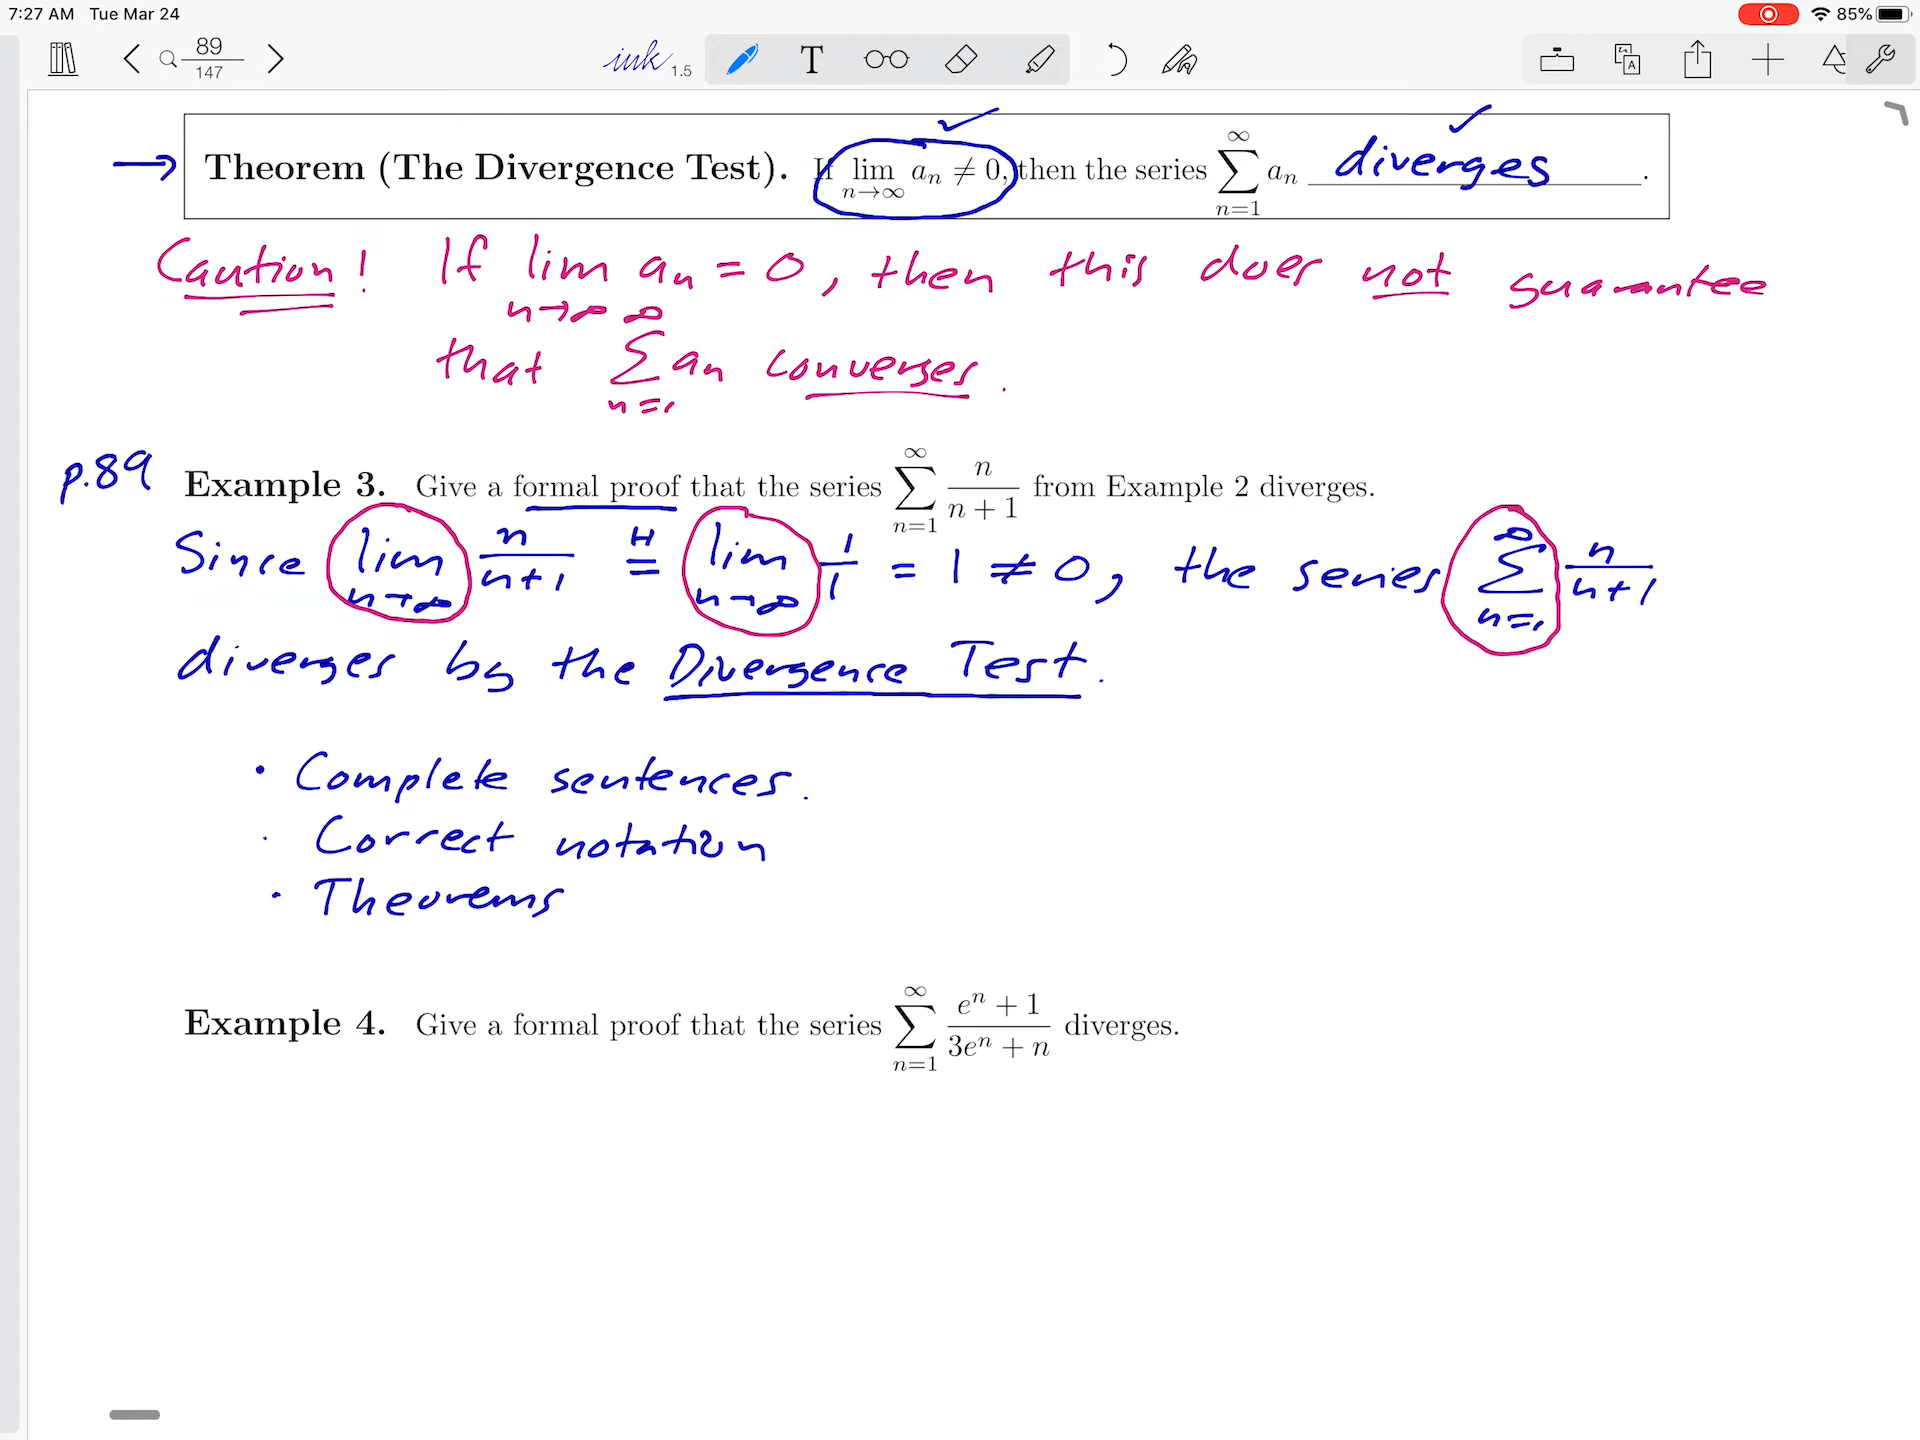 7:27 AM Tue Mar 24 85%
89
147
ink 1.5 T
→ Theorem (The Divergence Test). If lim_{n→∞} a_n ≠ 0, then the series ∑_{n=1}^{∞} a_n diverges.
Caution! If lim_{n→∞} a_n = 0, then this does not guarantee
that ∑_{n=1}^{∞} a_n converges.
p.89 Example 3. Give a formal proof that the series ∑_{n=1}^{∞} n/(n + 1) from Example 2 diverges.
Since lim_{n→∞} n/(n+1) =^H lim_{n→∞} 1/1 = 1 ≠ 0, the series ∑_{n=1}^{∞} n/(n+1)
diverges by the Divergence Test.
• Complete sentences.
• Correct notation
• Theorems
Example 4. Give a formal proof that the series ∑_{n=1}^{∞} (e^n + 1)/(3e^n + n) diverges.